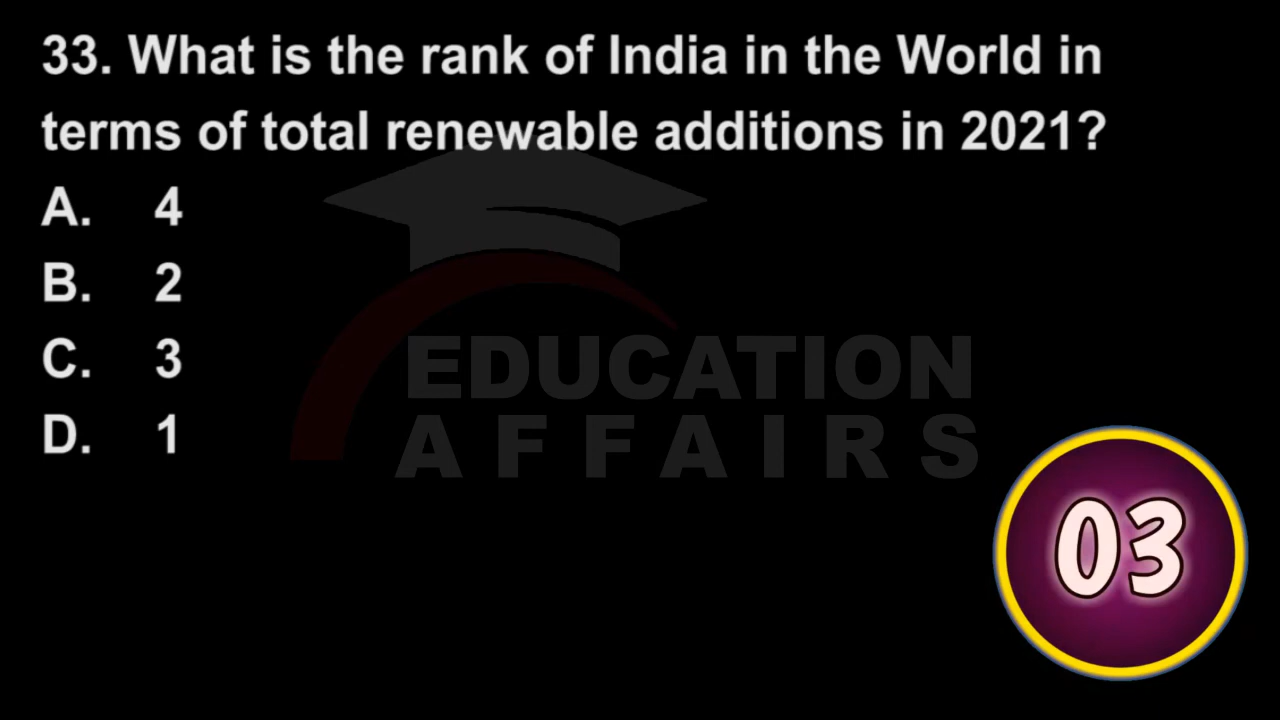 33. What is the rank of India in the World in
terms of total renewable additions in 2021?
A. 4
B. 2
C. 3
D. 1
EDUCATION
AFFAIRS
03